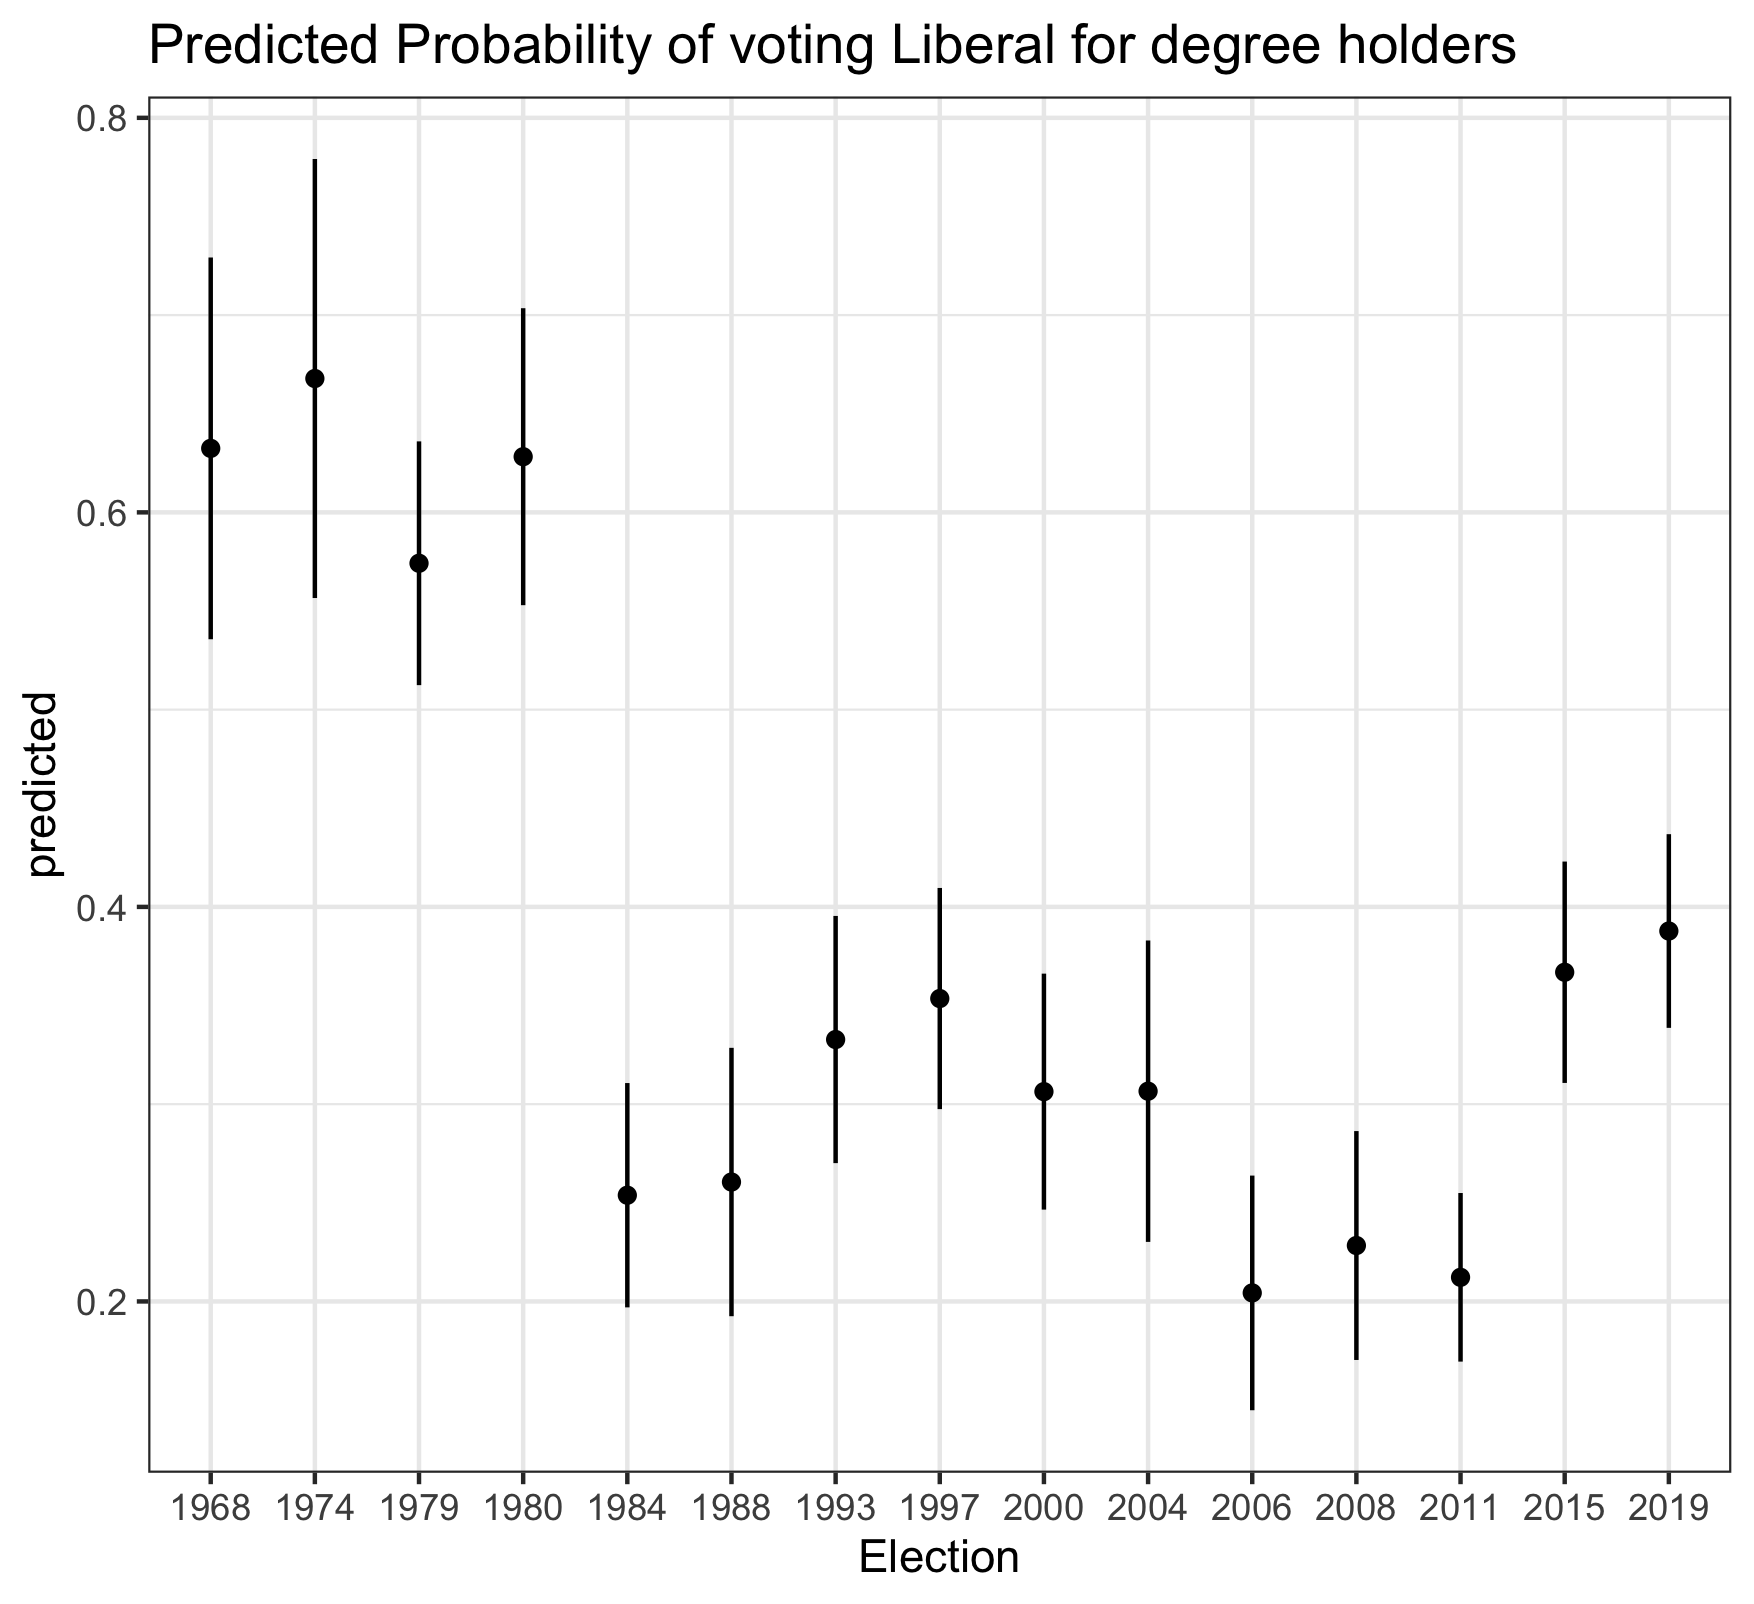 Predicted Probability of voting Liberal for degree holders
0.8
0.6
0.4
0.2
predicted
1968 1974 1979 1980 1984 1988 1993 1997 2000 2004 2006 2008 2011 2015 2019
Election